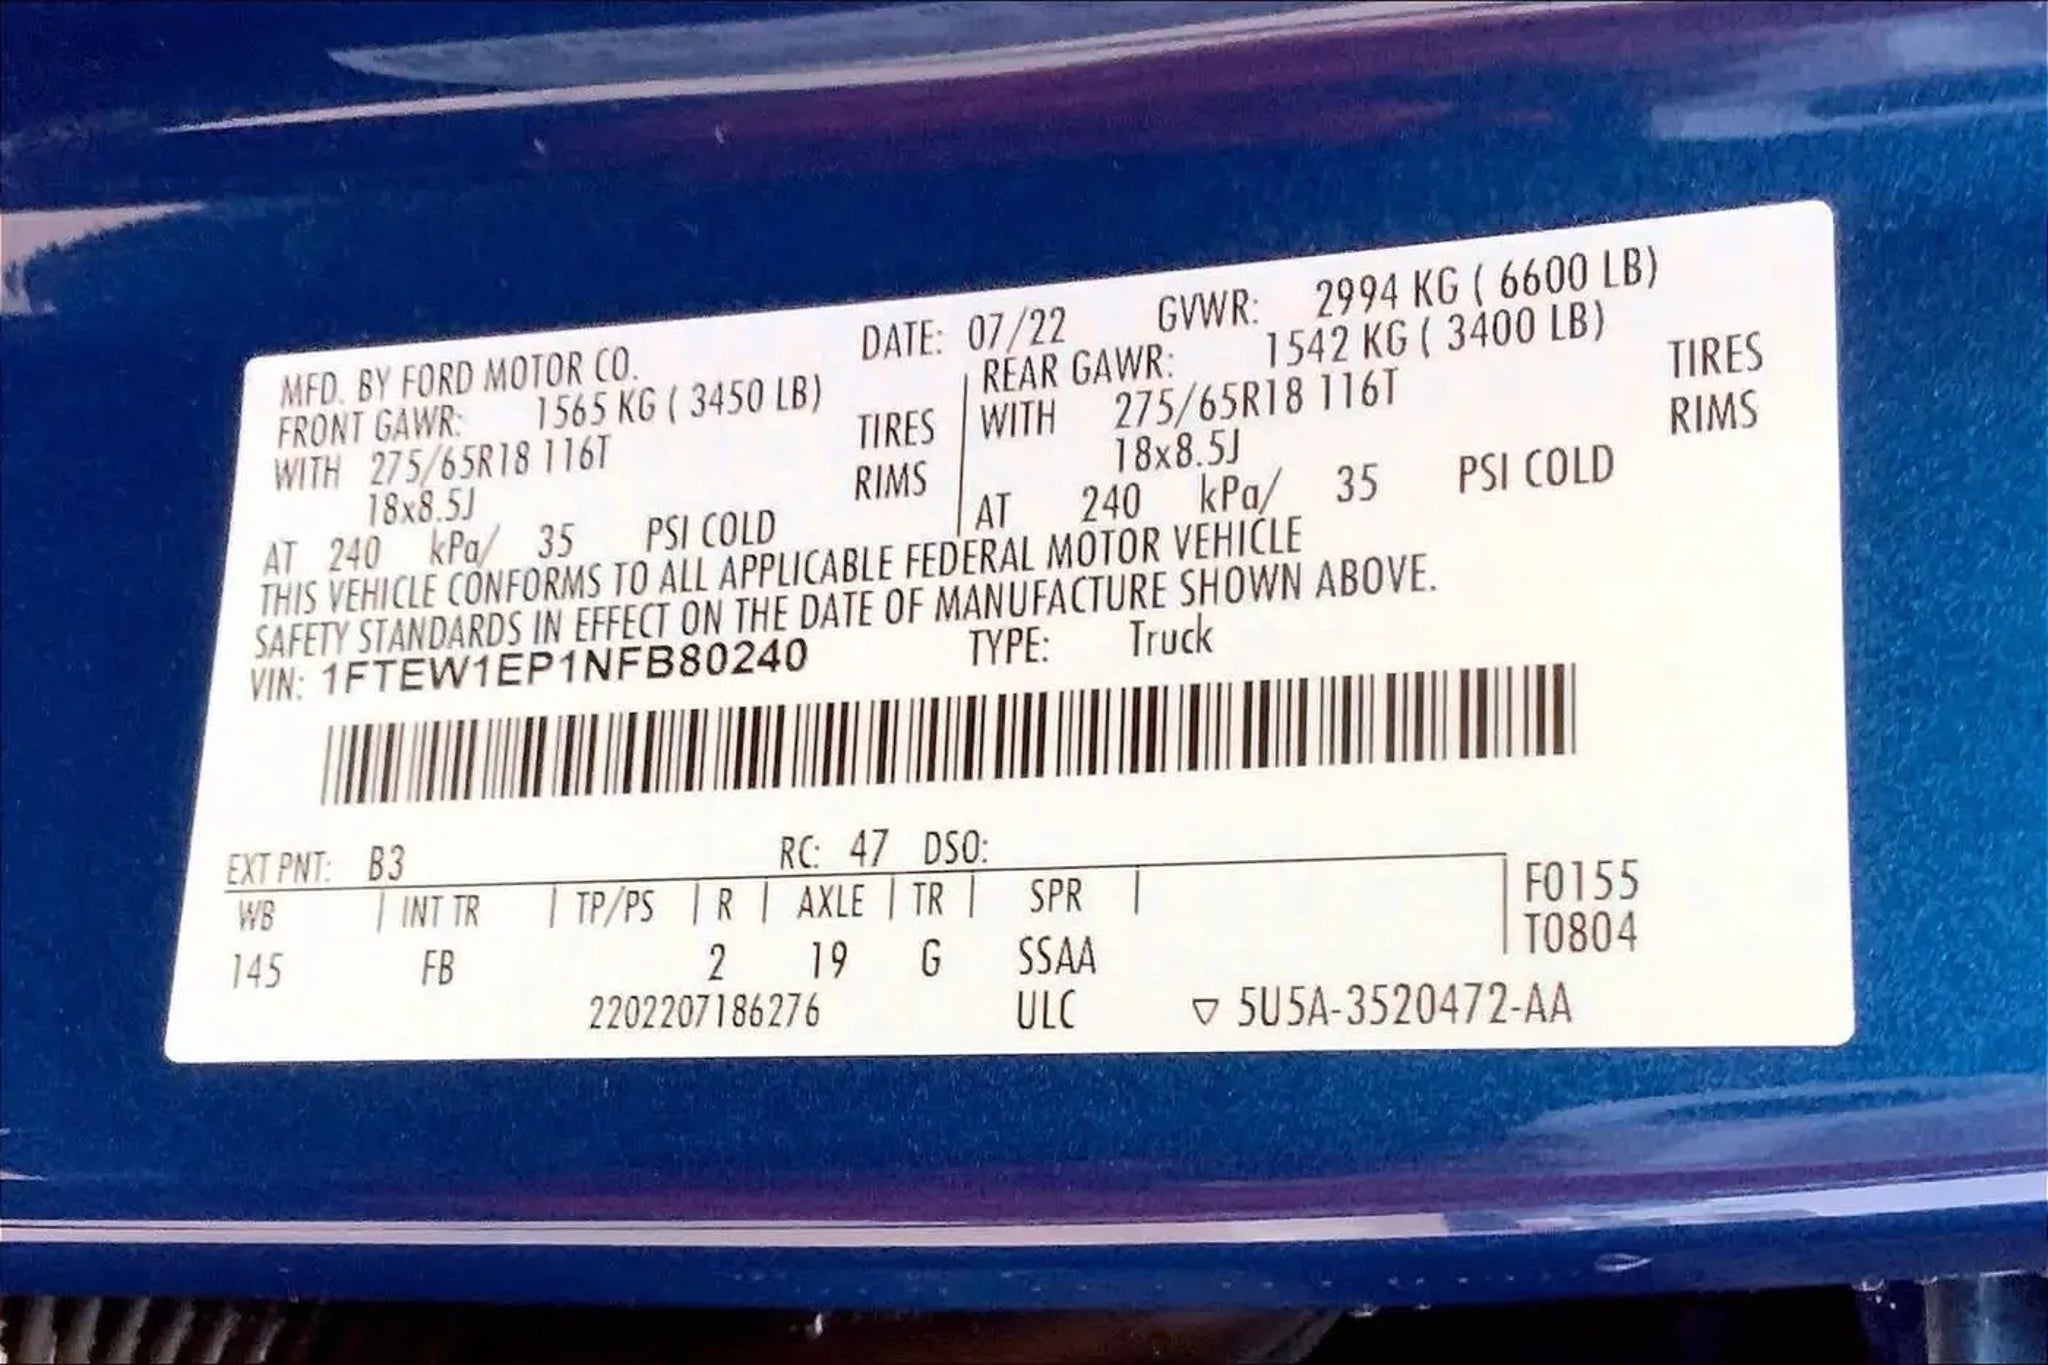 MFD. BY FORD MOTOR CO. DATE: 07/22 GVWR: 2994 KG ( 6600 LB)
FRONT GAWR: 1565 KG ( 3450 LB) REAR GAWR: 1542 KG ( 3400 LB)
WITH 275/65R18 116T TIRES WITH 275/65R18 116T TIRES
18x8.5J RIMS 18x8.5J RIMS
AT 240 kPa/ 35 PSI COLD AT 240 kPa/ 35 PSI COLD
THIS VEHICLE CONFORMS TO ALL APPLICABLE FEDERAL MOTOR VEHICLE
SAFETY STANDARDS IN EFFECT ON THE DATE OF MANUFACTURE SHOWN ABOVE.
VIN: 1FTEW1EP1NFB80240 TYPE: Truck
EXT PNT: B3 RC: 47 DSO:
WB | INT TR | TP/PS | R | AXLE | TR | SPR | F0155
T0804
145 FB 2 19 G SSAA
2202207186276 ULC ▽ 5U5A-3520472-AA